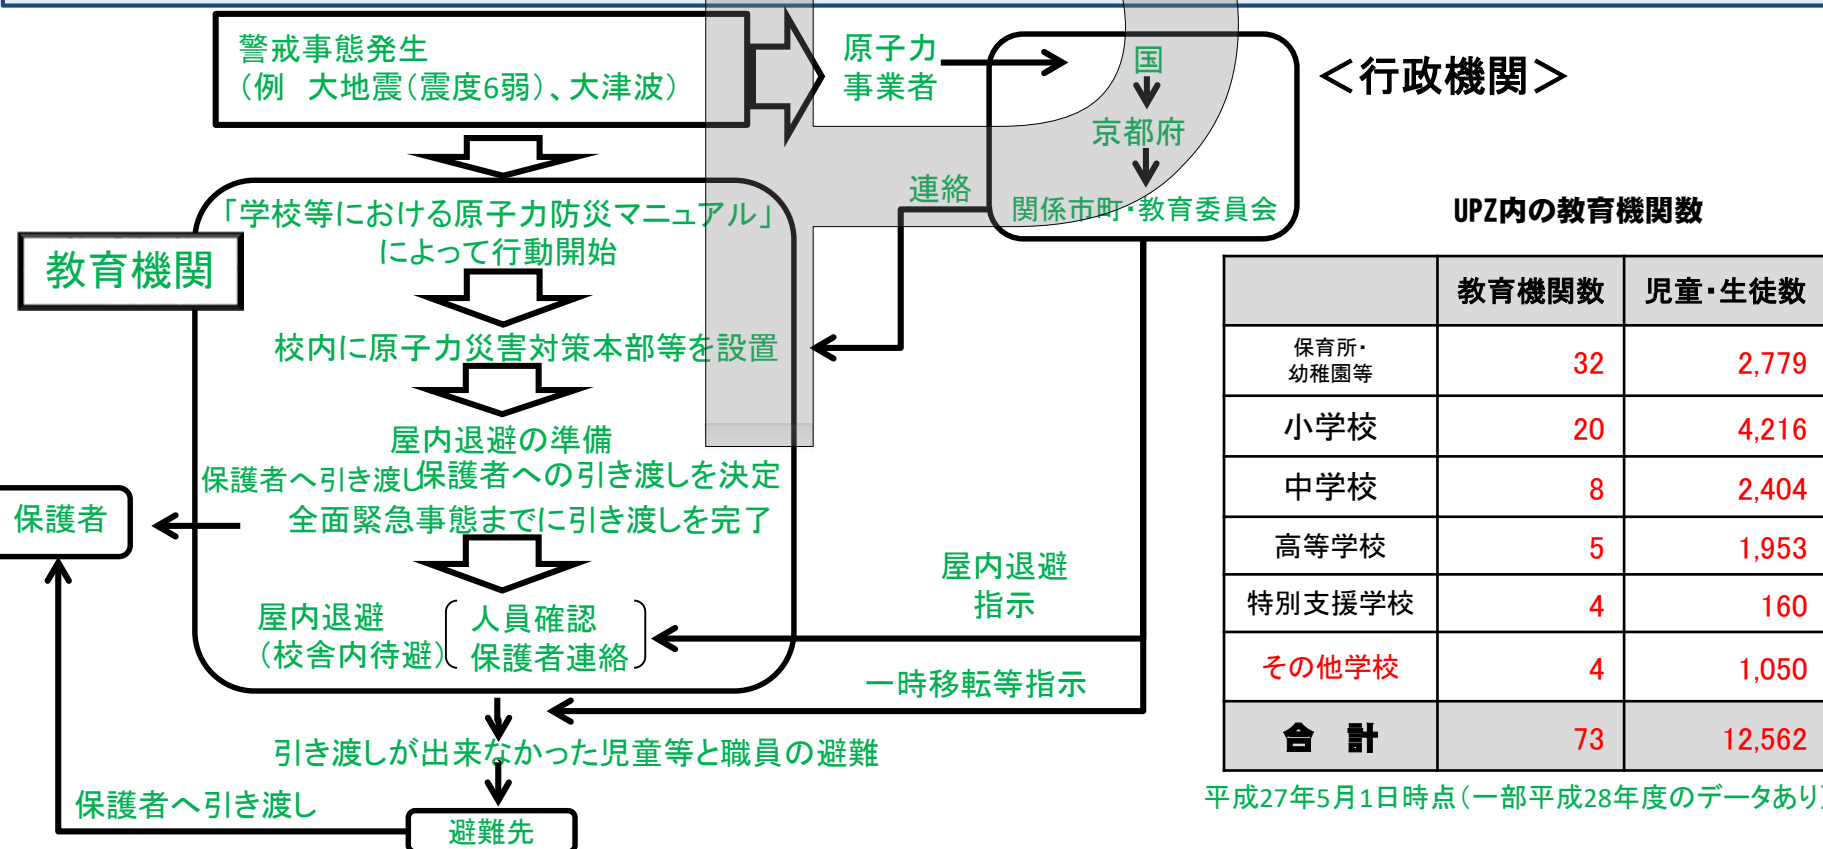 警戒事態発生
(例　大地震(震度6弱)、大津波)
原子力
事業者
国
京都府
関係市町・教育委員会
<行政機関>
連絡
教育機関
「学校等における原子力防災マニュアル」
によって行動開始
校内に原子力災害対策本部等を設置
屋内退避の準備
保護者への引き渡しを決定
保護者へ引き渡し
全面緊急事態までに引き渡しを完了
保護者
屋内退避
(校舎内待避)
人員確認
保護者連絡
屋内退避
指示
一時移転等指示
引き渡しが出来なかった児童等と職員の避難
保護者へ引き渡し
避難先
UPZ内の教育機関数
教育機関数 児童・生徒数
保育所・
幼稚園等 32 2,779
小学校 20 4,216
中学校 8 2,404
高等学校 5 1,953
特別支援学校 4 160
その他学校 4 1,050
合　計 73 12,562
平成27年5月1日時点(一部平成28年度のデータあり)